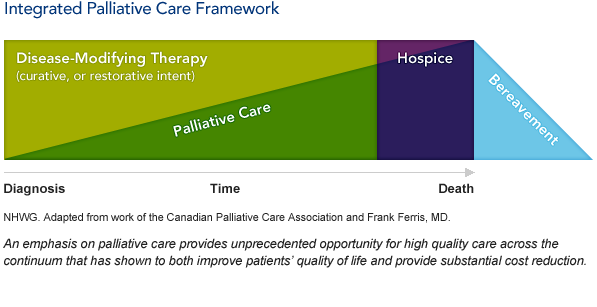 Integrated Palliative Care Framework
Disease-Modifying Therapy
(curative, or restorative intent)
Hospice
Palliative Care
Bereavement
Diagnosis
Time
Death
NHWG. Adapted from work of the Canadian Palliative Care Association and Frank Ferris, MD.
An emphasis on palliative care provides unprecedented opportunity for high quality care across the
continuum that has shown to both improve patients' quality of life and provide substantial cost reduction.